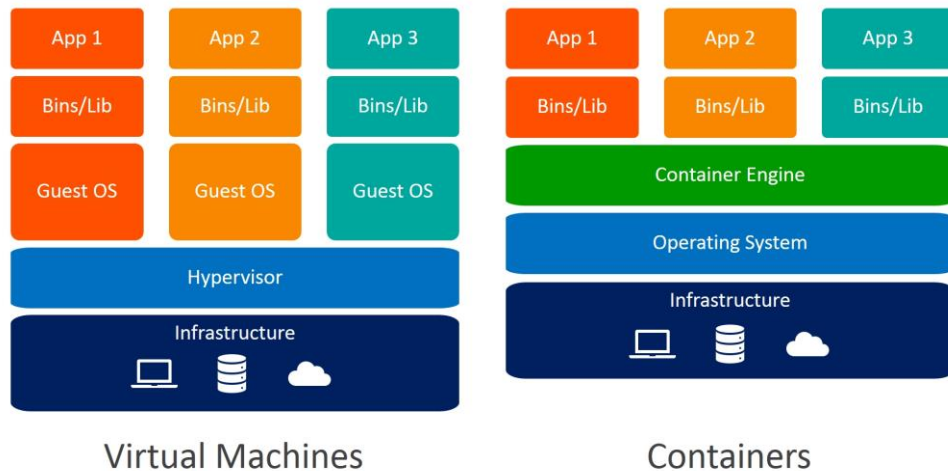 App 1
App 2
App 3
Bins/Lib
Bins/Lib
Bins/Lib
Guest OS
Guest OS
Guest OS
Hypervisor
Infrastructure
Virtual Machines
App 1
App 2
App 3
Bins/Lib
Bins/Lib
Bins/Lib
Container Engine
Operating System
Infrastructure
Containers